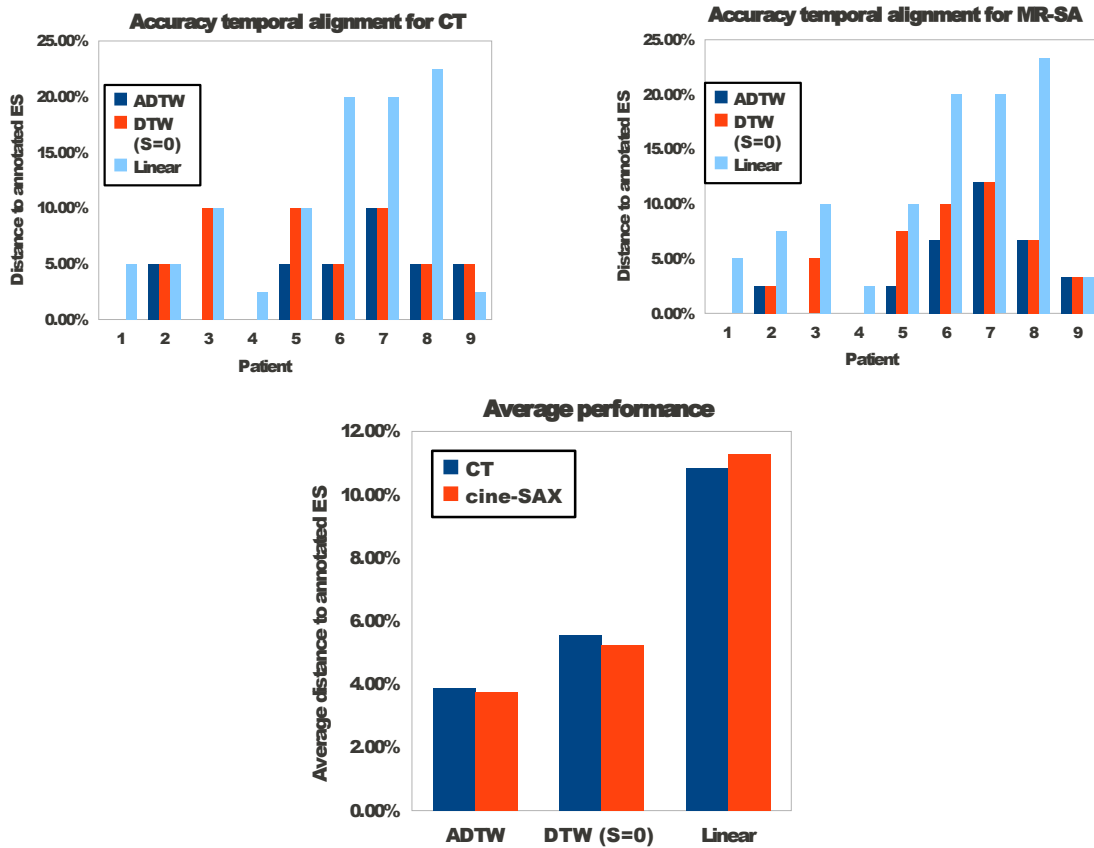 Accuracy temporal alignment for CT
25.00%
20.00%
15.00%
10.00%
5.00%
0.00%
Distance to annotated ES
ADTW
DTW
(S=0)
Linear
1 2 3 4 5 6 7 8 9
Patient
Accuracy temporal alignment for MR-SA
25.00%
20.00%
15.00%
10.00%
5.00%
0.00%
Distance to annotated ES
ADTW
DTW
(S=0)
Linear
1 2 3 4 5 6 7 8 9
Patient
Average performance
12.00%
10.00%
8.00%
6.00%
4.00%
2.00%
0.00%
Average distance to annotated ES
CT
cine-SAX
ADTW DTW (S=0) Linear